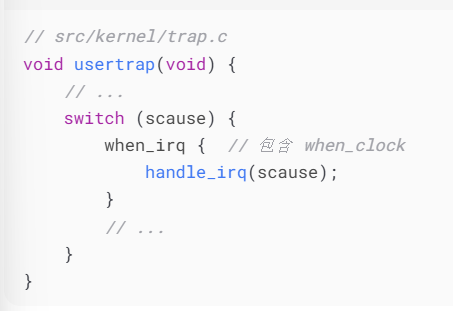 // src/kernel/trap.c
void usertrap(void) {
    // ...
    switch (scause) {
        when_irq {  // 包含 when_clock
            handle_irq(scause);
        }
        // ...
    }
}